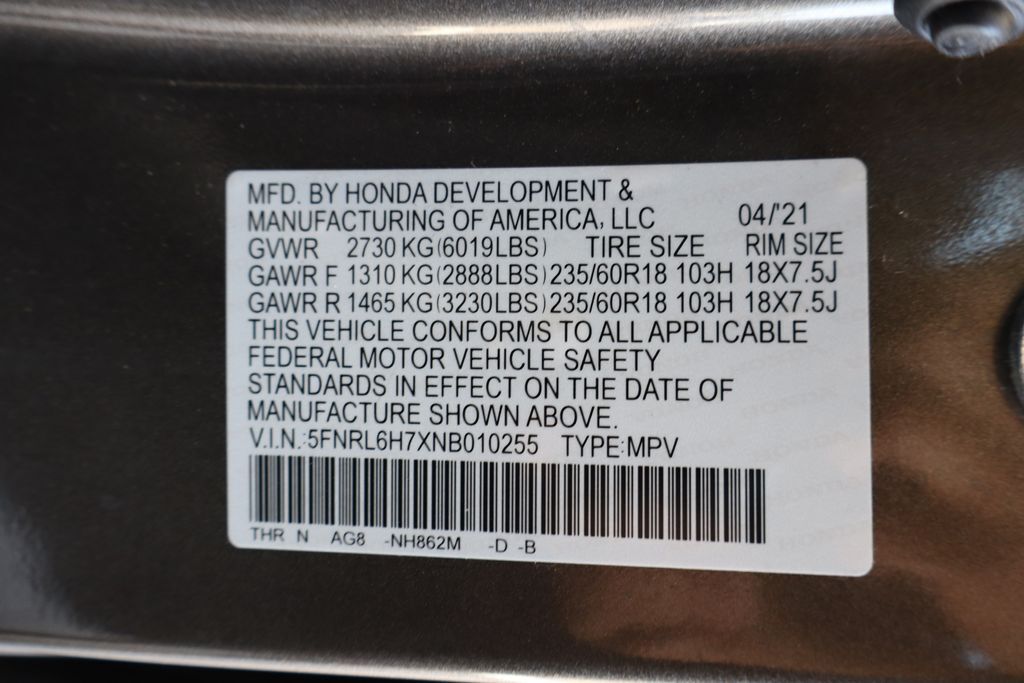 MFD. BY HONDA DEVELOPMENT &
MANUFACTURING OF AMERICA, LLC 04/'21
GVWR 2730 KG(6019LBS) TIRE SIZE RIM SIZE
GAWR F 1310 KG(2888LBS) 235/60R18 103H 18X7.5J
GAWR R 1465 KG(3230LBS) 235/60R18 103H 18X7.5J
THIS VEHICLE CONFORMS TO ALL APPLICABLE
FEDERAL MOTOR VEHICLE SAFETY
STANDARDS IN EFFECT ON THE DATE OF
MANUFACTURE SHOWN ABOVE.
V.I.N.:5FNRL6H7XNB010255 TYPE:MPV
THR N AG8 -NH862M -D -B